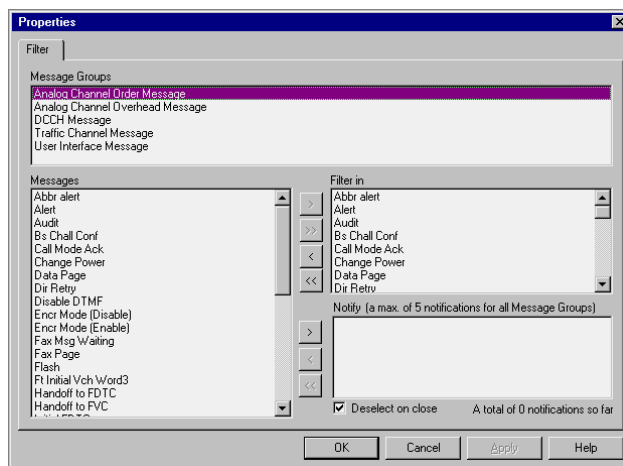 Properties
Filter
Message Groups
Analog Channel Order Message
Analog Channel Overhead Message
DCCH Message
Traffic Channel Message
User Interface Message
Messages
Abbr alert
Alert
Audit
Bs Chall Conf
Call Mode Ack
Change Power
Data Page
Dir Retry
Disable DTMF
Encr Mode (Disable)
Encr Mode (Enable)
Fax Msg Waiting
Fax Page
Flash
Ft Initial Vch Word3
Handoff to FDTC
Handoff to FVC
>
>>
<
<<
Filter in
Abbr alert
Alert
Audit
Bs Chall Conf
Call Mode Ack
Change Power
Data Page
Dir Retry
Notify (a max. of 5 notifications for all Message Groups)
>
<
<<
Deselect on close
A total of 0 notifications so far
OK
Cancel
Apply
Help